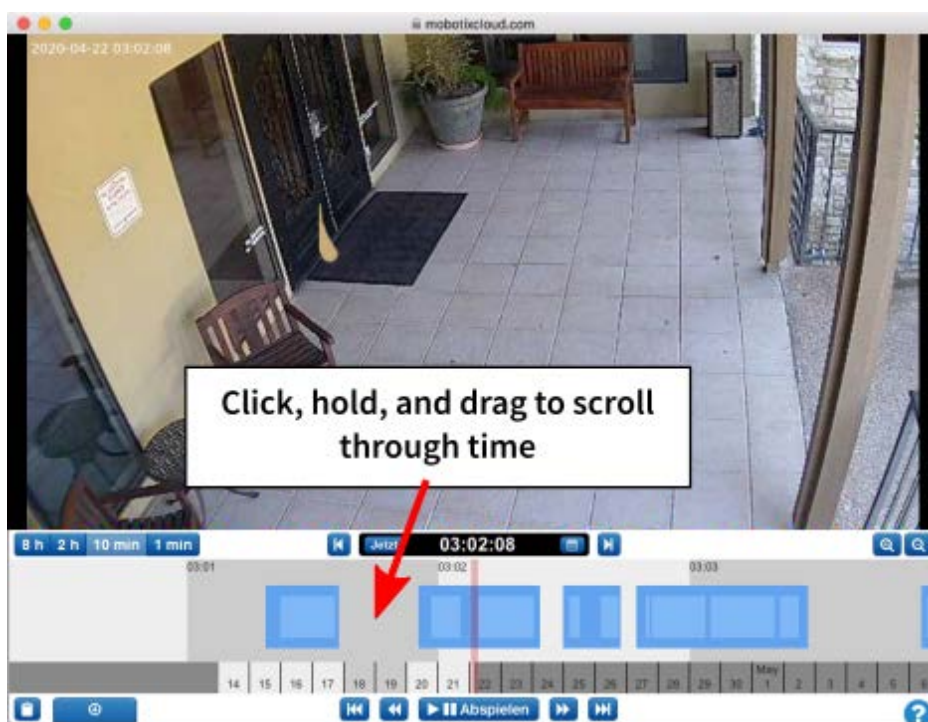 mobotixcloud.com
2020-04-22 03:02:08
Click, hold, and drag to scroll
through time
8 h 2 h 10 min 1 min
Jetzt 03:02:08
03:01 03:02 03:03
May
14 15 16 17 18 19 20 21 22 23 24 25 26 27 28 29 30 1 2 3 4 5 6
Abspielen
?